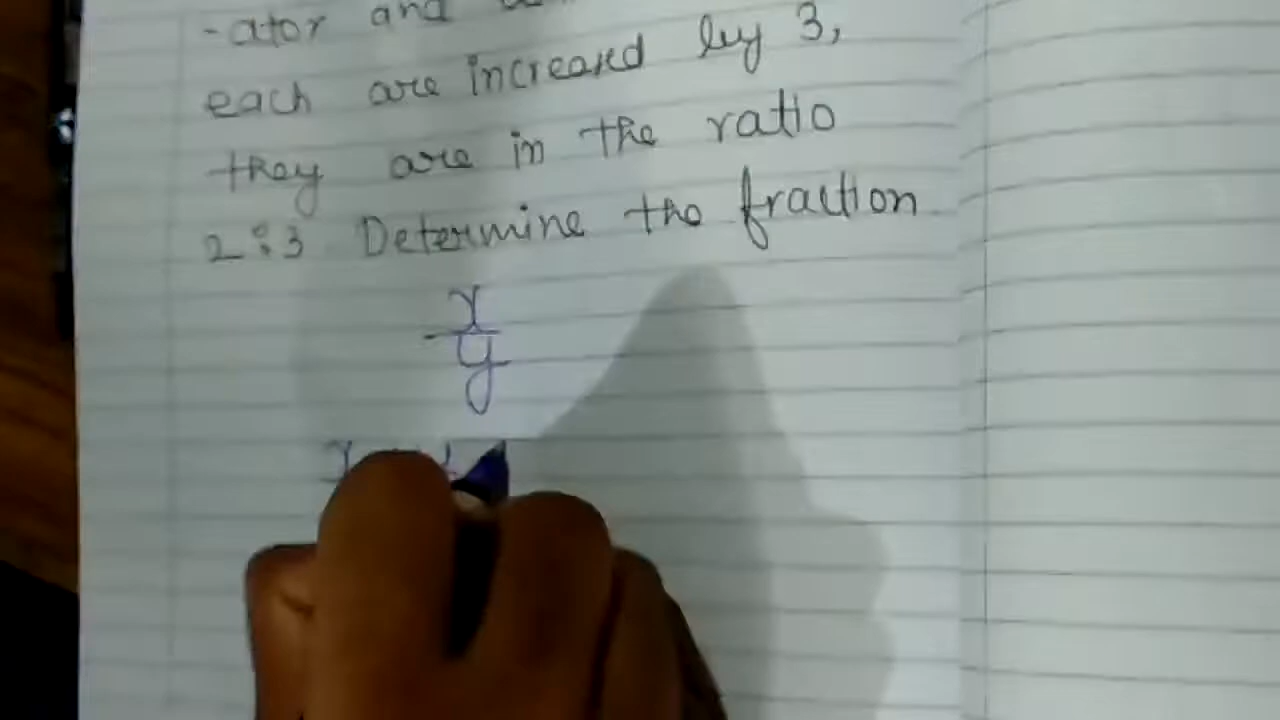 -ator and
each are increased by 3,
they are in the ratio
2:3 Determine the fraction
x
y
x